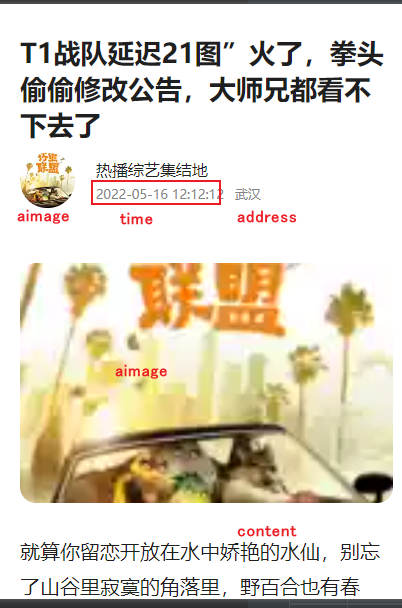 T1战队延迟21图”火了，拳头
偷偷修改公告，大师兄都看不
下去了
坊蜜
联盟
热播综艺集结地
2022-05-16 12:12:12 武汉
aimage
time
address
联盟
aimage
content
就算你留恋开放在水中娇艳的水仙，别忘
了山谷里寂寞的角落里，野百合也有春